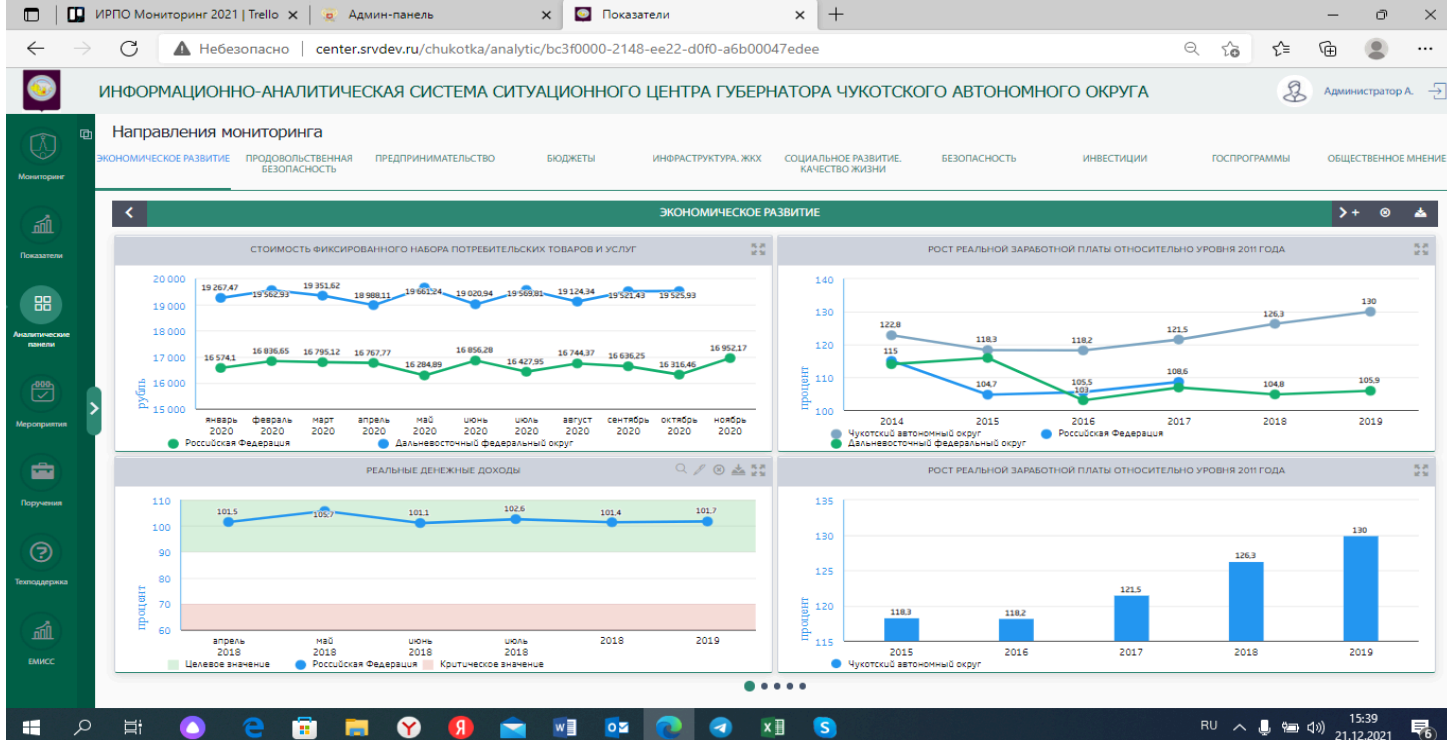 ИРПО Мониторинг 2021 | Trello
Админ-панель
Показатели
Небезопасно
center.srvdev.ru/chukotka/analytic/bc3f0000-2148-ee22-d0f0-a6b00047edee
ИНФОРМАЦИОННО-АНАЛИТИЧЕСКАЯ СИСТЕМА СИТУАЦИОННОГО ЦЕНТРА ГУБЕРНАТОРА ЧУКОТСКОГО АВТОНОМНОГО ОКРУГА
Администратор А.
Мониторинг
Показатели
Аналитические
панели
Мероприятия
Поручения
Техподдержка
ЕМИСС
Направления мониторинга
ЭКОНОМИЧЕСКОЕ РАЗВИТИЕ
ПРОДОВОЛЬСТВЕННАЯ
БЕЗОПАСНОСТЬ
ПРЕДПРИНИМАТЕЛЬСТВО
БЮДЖЕТЫ
ИНФРАСТРУКТУРА. ЖКХ
СОЦИАЛЬНОЕ РАЗВИТИЕ.
КАЧЕСТВО ЖИЗНИ
БЕЗОПАСНОСТЬ
ИНВЕСТИЦИИ
ГОСПРОГРАММЫ
ОБЩЕСТВЕННОЕ МНЕНИЕ
ЭКОНОМИЧЕСКОЕ РАЗВИТИЕ
СТОИМОСТЬ ФИКСИРОВАННОГО НАБОРА ПОТРЕБИТЕЛЬСКИХ ТОВАРОВ И УСЛУГ
рубль
20 000
19 000
18 000
17 000
16 000
15 000
19 267,47 19 562,93 19 351,62 18 988,11 19 661,24 19 020,94 19 569,81 19 124,34 19 521,43 19 525,93
16 574,1 16 836,65 16 795,12 16 767,77 16 284,89 16 856,28 16 427,95 16 744,37 16 636,25 16 316,46 16 952,17
январь февраль март апрель май июнь июль август сентябрь октябрь ноябрь
2020 2020 2020 2020 2020 2020 2020 2020 2020 2020 2020
Российская Федерация Дальневосточный федеральный округ
РОСТ РЕАЛЬНОЙ ЗАРАБОТНОЙ ПЛАТЫ ОТНОСИТЕЛЬНО УРОВНЯ 2011 ГОДА
процент
140
130
120
110
100
122,8 118,3 118,2 121,5 126,3 130
115 104,7 105,5 108,6
103 104,8 105,9
2014 2015 2016 2017 2018 2019
Чукотский автономный округ Российская Федерация
Дальневосточный федеральный округ
РЕАЛЬНЫЕ ДЕНЕЖНЫЕ ДОХОДЫ
процент
110
100
90
80
70
60
101,5 105,7 101,1 102,6 101,4 101,7
апрель май июнь июль 2018 2019
2018 2018 2018 2018
Целевое значение Российская Федерация Критическое значение
РОСТ РЕАЛЬНОЙ ЗАРАБОТНОЙ ПЛАТЫ ОТНОСИТЕЛЬНО УРОВНЯ 2011 ГОДА
процент
135
130
125
120
115
118,3 118,2 121,5 126,3 130
2015 2016 2017 2018 2019
Чукотский автономный округ
RU
15:39
21.12.2021
6